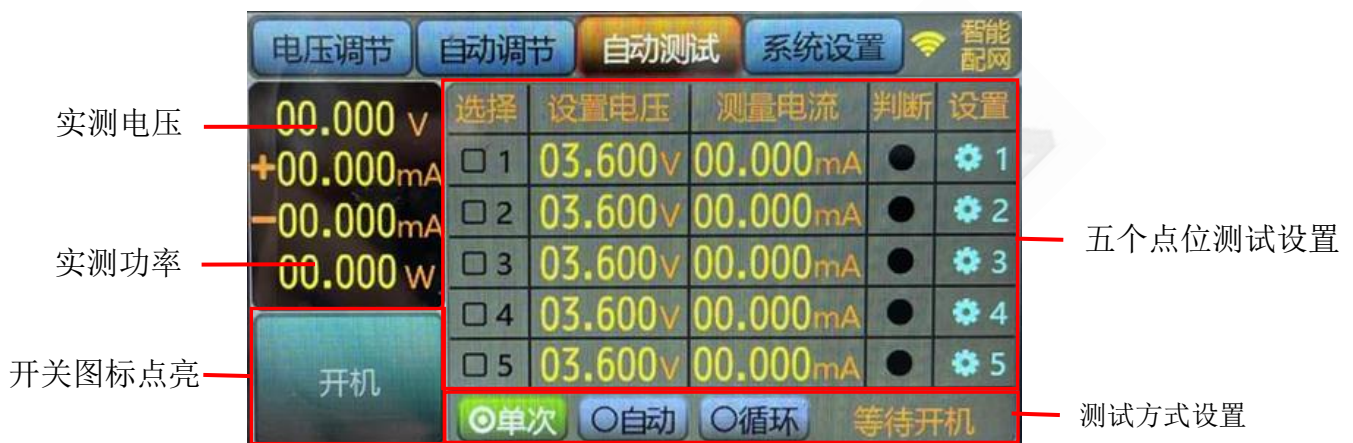 电压调节 自动调节 自动测试 系统设置 智能配网
实测电压
实测功率
开关图标点亮
00.000 V
+00.000mA
-00.000mA
00.000 W
开机
选择 设置电压 测量电流 判断 设置
1 03.600V 00.000mA 1
2 03.600V 00.000mA 2
3 03.600V 00.000mA 3
4 03.600V 00.000mA 4
5 03.600V 00.000mA 5
单次 自动 循环 等待开机
五个点位测试设置
测试方式设置